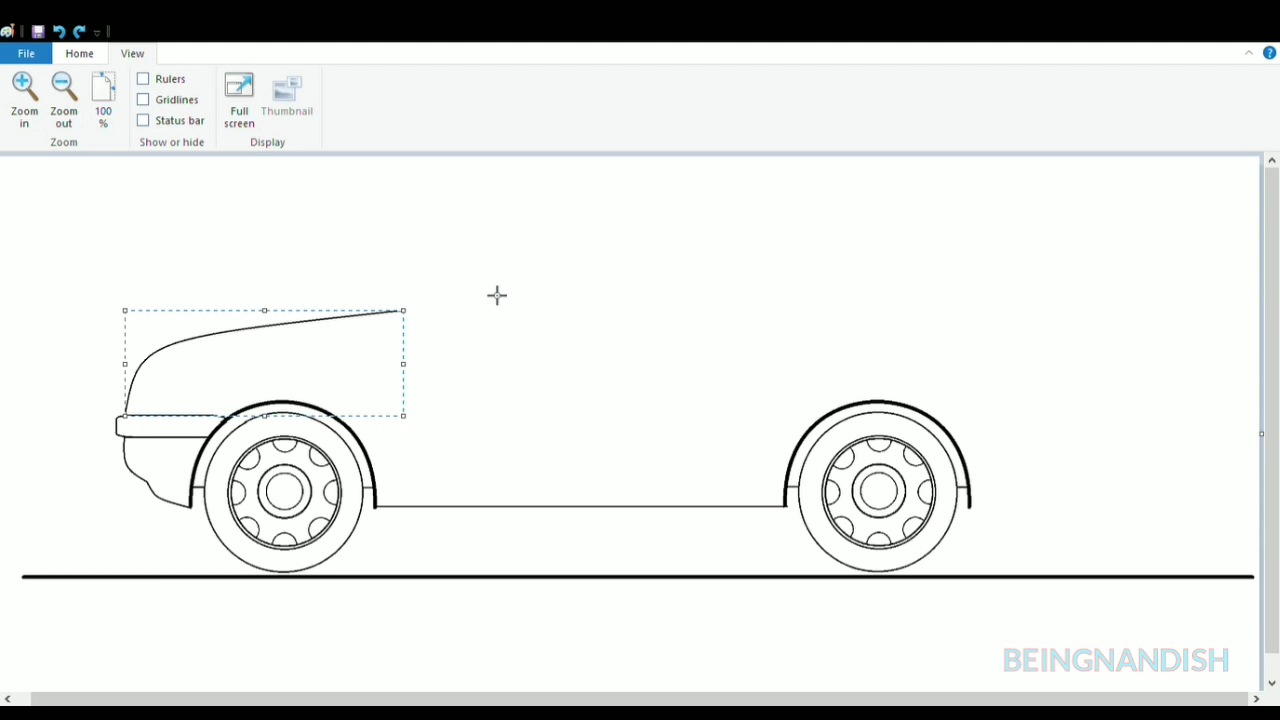 File Home View
Zoom in
Zoom out
100 %
Rulers
Gridlines
Status bar
Full screen
Thumbnail
Zoom
Show or hide
Display
BEINGNANDISH